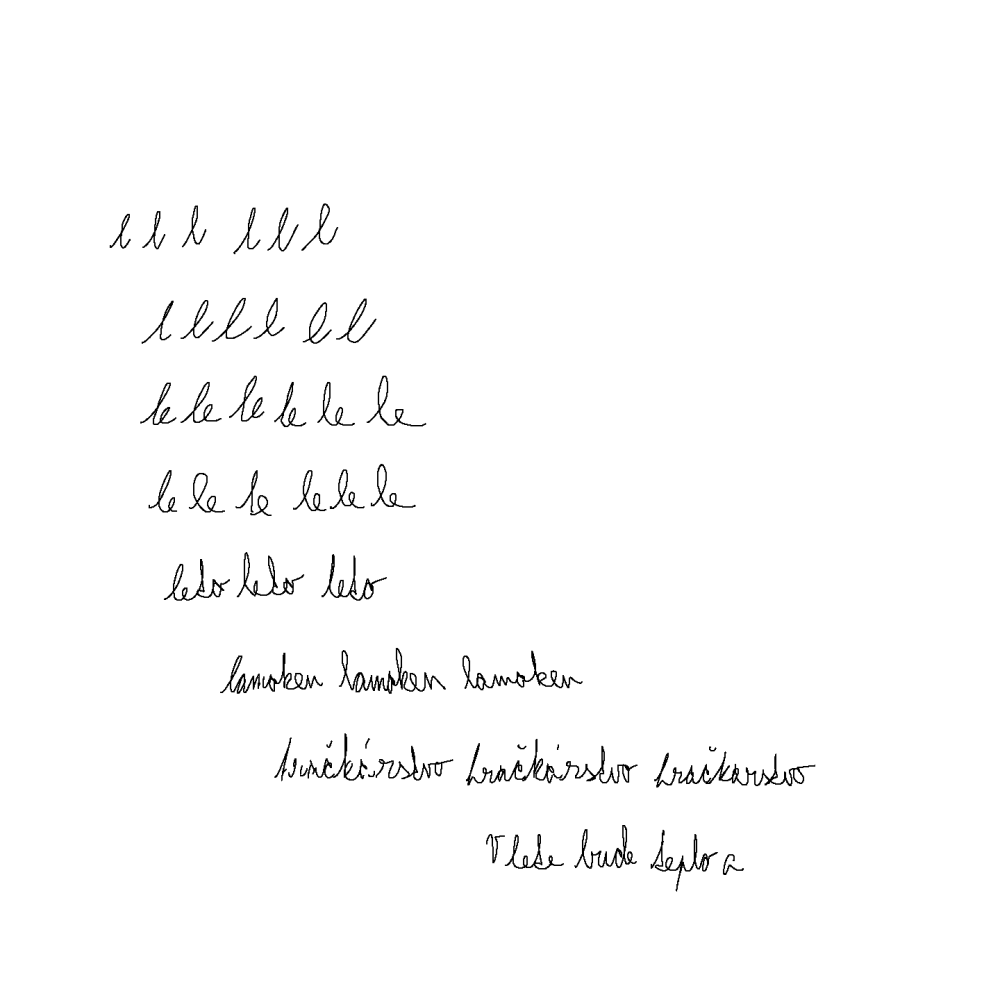 l l l l l l
l l l l l l
le le le le le le
le le le le le le
leto leto leto
lamoken lamoken lamoken
hračkárstvo hračkárstvo hračkarstvo
V lete bude teplo a